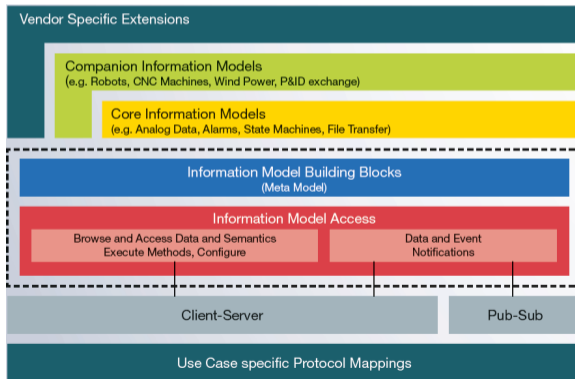 Vendor Specific Extensions
Companion Information Models
(e.g. Robots, CNC Machines, Wind Power, P&ID exchange)
Core Information Models
(e.g. Analog Data, Alarms, State Machines, File Transfer)
Information Model Building Blocks
(Meta Model)
Information Model Access
Browse and Access Data and Semantics
Execute Methods, Configure
Data and Event
Notifications
Client-Server
Pub-Sub
Use Case specific Protocol Mappings